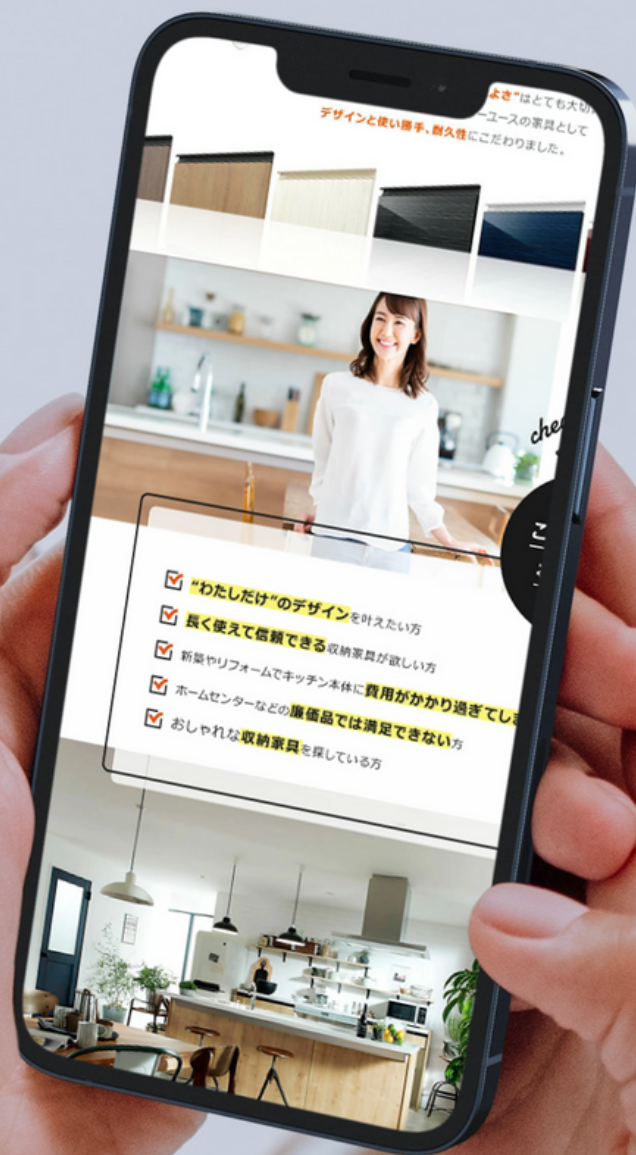 よさ"はとても大切
ーユースの家具として
デザインと使い勝手、耐久性にこだわりました。
"わたしだけ"のデザインを叶えたい方
長く使えて信頼できる収納家具が欲しい方
新築やリフォームでキッチン本体に費用がかかり過ぎてしま
ホームセンターなどの廉価品では満足できない方
おしゃれな収納家具を探している方